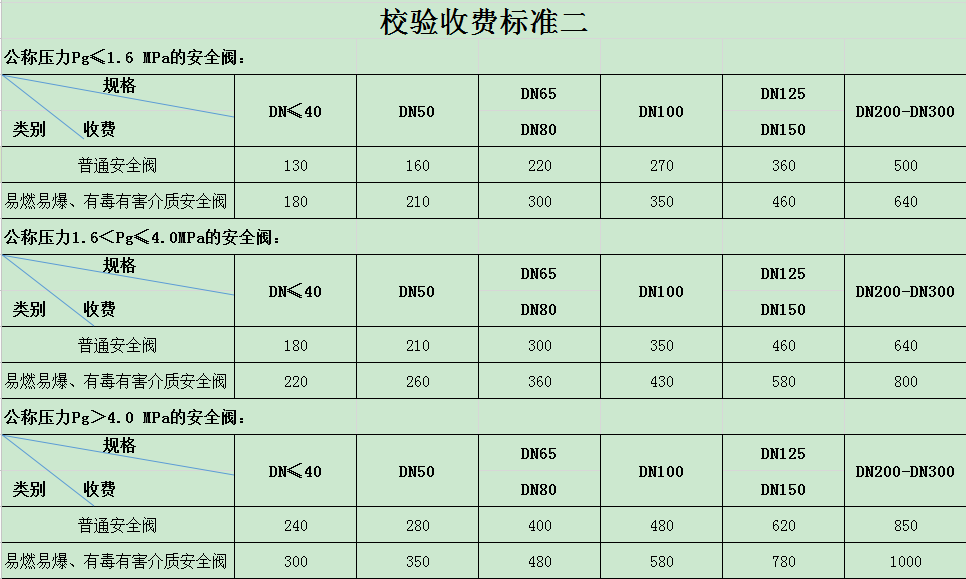 校验收费标准二
公称压力Pg≤1.6 MPa的安全阀：
规格
类别 收费
DN≤40 DN50 DN65 DN80 DN100 DN125 DN150 DN200-DN300
普通安全阀 130 160 220 270 360 500
易燃易爆、有毒有害介质安全阀 180 210 300 350 460 640
公称压力1.6＜Pg≤4.0MPa的安全阀：
规格
类别 收费
DN≤40 DN50 DN65 DN80 DN100 DN125 DN150 DN200-DN300
普通安全阀 180 210 300 350 460 640
易燃易爆、有毒有害介质安全阀 220 260 360 430 580 800
公称压力Pg＞4.0 MPa的安全阀：
规格
类别 收费
DN≤40 DN50 DN65 DN80 DN100 DN125 DN150 DN200-DN300
普通安全阀 240 280 400 480 620 850
易燃易爆、有毒有害介质安全阀 300 350 480 580 780 1000